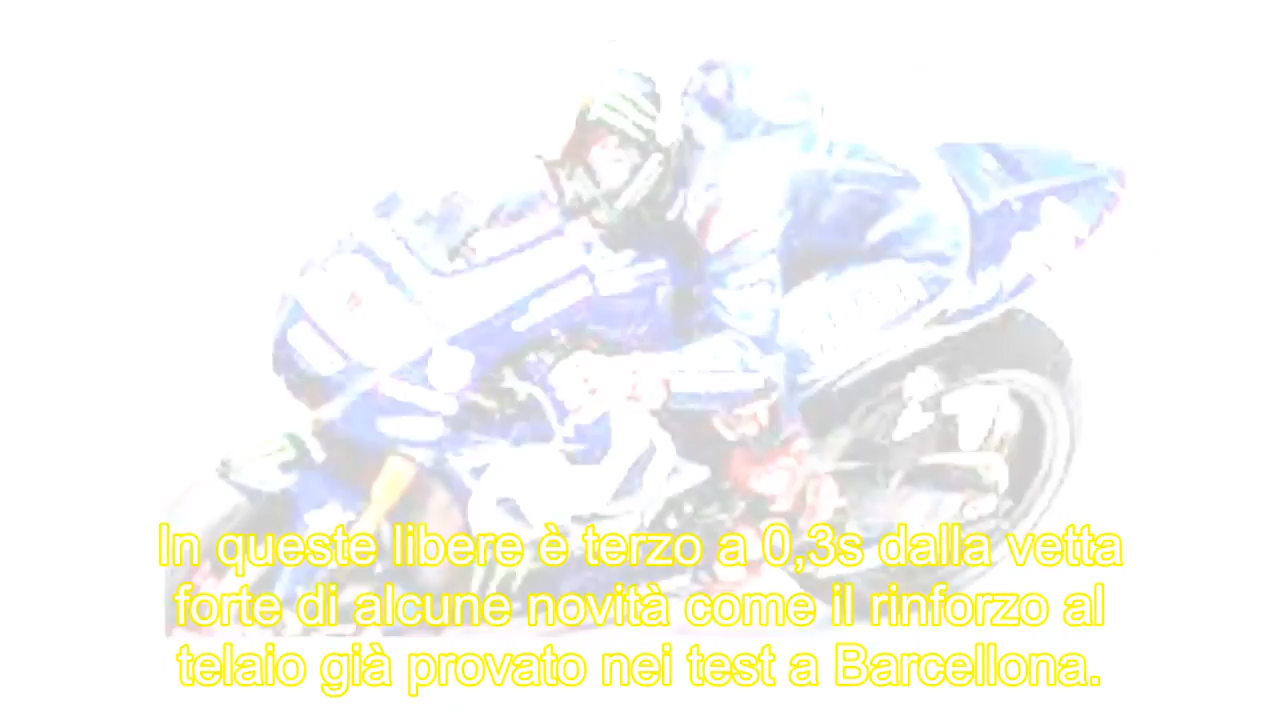 In queste libere è terzo a 0,3s dalla vetta
forte di alcune novità come il rinforzo al
telaio già provato nei test a Barcellona.